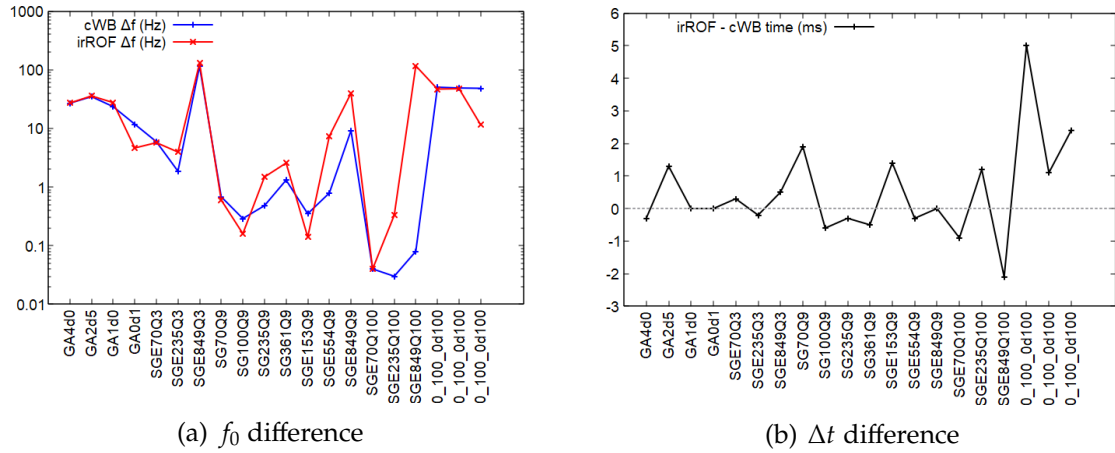 cWB Δf (Hz)
irROF Δf (Hz)
1000
100
10
1
0.1
0.01
GA4d0
GA2d5
GA1d0
GA0d1
SGE70Q3
SGE235Q3
SGE849Q3
SG70Q9
SG100Q9
SG235Q9
SG361Q9
SGE153Q9
SGE554Q9
SGE849Q9
SGE70Q100
SGE235Q100
SGE849Q100
0_100_0d100
0_100_0d100
0_100_0d100
(a) f₀ difference
irROF - cWB time (ms)
6
5
4
3
2
1
0
-1
-2
-3
GA4d0
GA2d5
GA1d0
GA0d1
SGE70Q3
SGE235Q3
SGE849Q3
SG70Q9
SG100Q9
SG235Q9
SG361Q9
SGE153Q9
SGE554Q9
SGE849Q9
SGE70Q100
SGE235Q100
SGE849Q100
0_100_0d100
0_100_0d100
0_100_0d100
(b) Δt difference